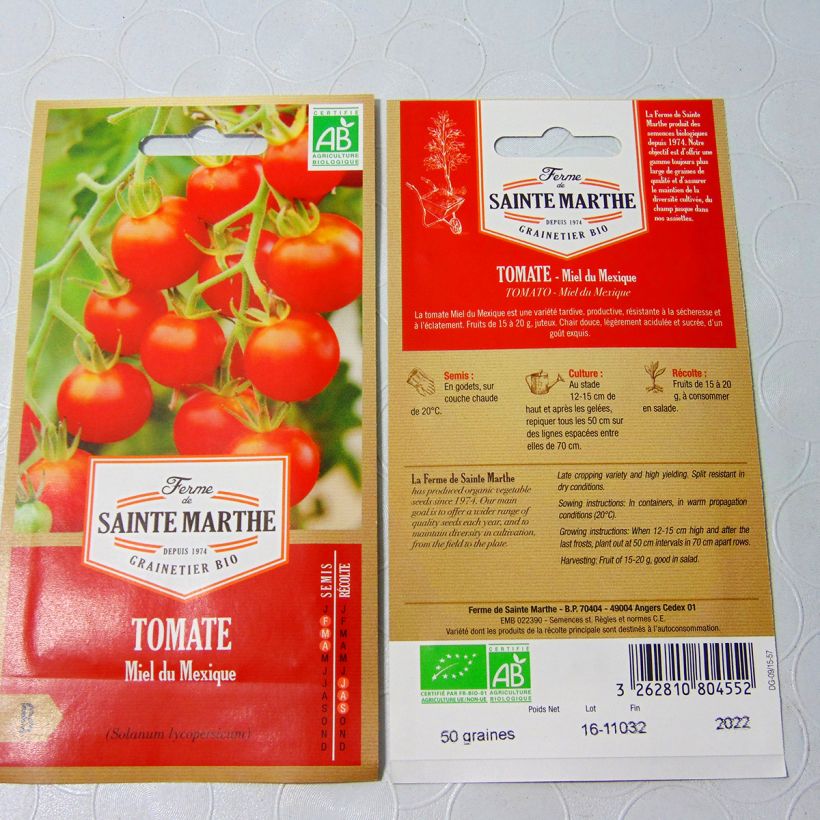 CERTIFIÉ
AB
AGRICULTURE
BIOLOGIQUE
Ferme
de
SAINTE MARTHE
DEPUIS 1974
GRAINETIER BIO
TOMATE
Miel du Mexique
(Solanum lycopersicum)
SEMIS
J
F
M
A
M
J
J
A
S
O
N
D
RÉCOLTE
J
F
M
A
M
J
J
A
S
O
N
D
Ferme
de
SAINTE MARTHE
DEPUIS 1974
GRAINETIER BIO
La Ferme de Sainte
Marthe produit des
semences biologiques
depuis 1974. Notre
objectif est d'offrir une
gamme toujours plus
large de graines de
qualité et d'assurer
le maintien de la
diversité cultivée, du
champ jusque dans
nos assiettes.
TOMATE - Miel du Mexique
TOMATO - Miel du Mexique
La tomate Miel du Mexique est une variété tardive, productive, résistante à la sécheresse et
à l'éclatement. Fruits de 15 à 20 g, juteux. Chair douce, légèrement acidulée et sucrée, d'un
goût exquis.
Semis :
En godets, sur
couche chaude
de 20°C.
Culture :
Au stade
12-15 cm de
haut et après les gelées,
repiquer tous les 50 cm sur
des lignes espacées entre
elles de 70 cm.
Récolte :
Fruits de 15 à 20
g, à consommer
en salade.
La Ferme de Sainte Marthe
has produced organic vegetable
seeds since 1974. Our main
goal is to offer a wider range of
quality seeds each year, and to
maintain diversity in cultivation,
from the field to the plate.
Late cropping variety and high yielding. Split resistant in
dry conditions.
Sowing instructions: In containers, in warm propagation
conditions (20°C).
Growing instructions: When 12-15 cm high and after the
last frosts, plant out at 50 cm intervals in 70 cm apart rows.
Harvesting: Fruit of 15-20 g, good in salad.
Ferme de Sainte Marthe - B.P. 70404 - 49004 Angers Cedex 01
EMB 022390 - Semences st. Règles et normes C.E.
Variété dont les produits de la récolte principale sont destinés à l'autoconsommation.
CERTIFIÉ PAR FR-BIO-01
AGRICULTURE UE/NON-UE
CERTIFIÉ
AB
AGRICULTURE
BIOLOGIQUE
3 262810 804552
DG-09/15-57
Poids Net
Lot
Fin
50 graines
16-11032
2022